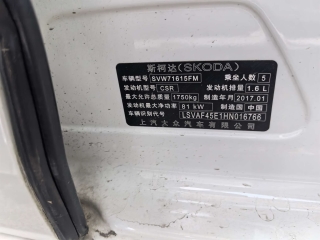 斯柯达(SKODA)
车辆型号 SVW71615FM 乘坐人数 5
发动机型号 CSR 发动机排量 1.6 L
最大允许总质量 1750kg 制造年月 2017.01
发动机最大净功率 81 kW 制造国 中国
车辆识别代号 LSVAF45E1HN016766
上汽大众汽车有限公司